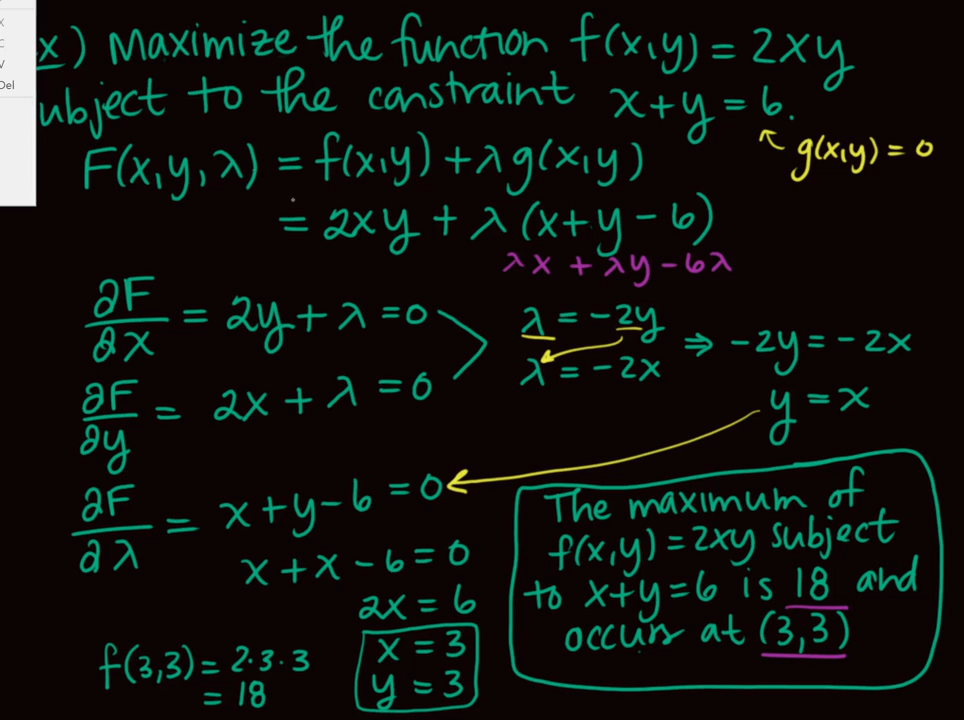 x) Maximize the function f(x,y) = 2xy
ubject to the constraint x+y = 6.
g(x,y) = 0
F(x,y,λ) = f(x,y) + λg(x,y)
= 2xy + λ(x+y-6)
λx + λy - 6λ
∂F/∂x = 2y + λ = 0
λ = -2y
λ = -2x
⇒ -2y = -2x
y = x
∂F/∂y = 2x + λ = 0
∂F/∂λ = x+y-6 = 0
x + x - 6 = 0
2x = 6
x = 3
y = 3
f(3,3) = 2·3·3
= 18
The maximum of
f(x,y) = 2xy subject
to x+y=6 is 18 and
occurs at (3,3)
X
C
V
Del